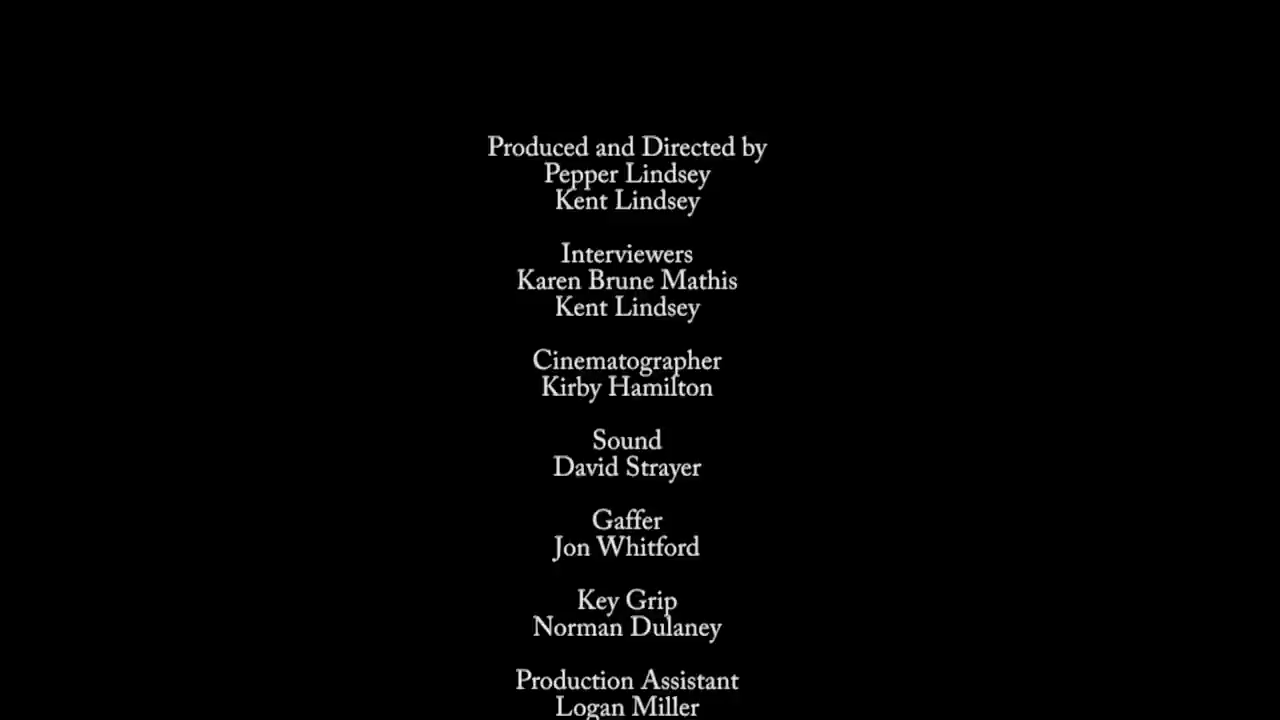 Produced and Directed by
Pepper Lindsey
Kent Lindsey
Interviewers
Karen Brune Mathis
Kent Lindsey
Cinematographer
Kirby Hamilton
Sound
David Strayer
Gaffer
Jon Whitford
Key Grip
Norman Dulaney
Production Assistant
Logan Miller